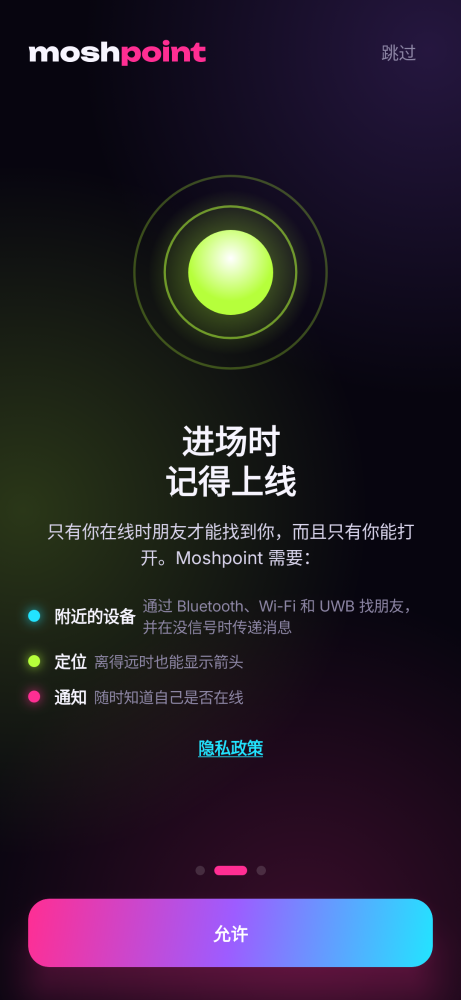 moshpoint
跳过
进场时
记得上线
只有你在线时朋友才能找到你，而且只有你能打
开。Moshpoint 需要：
附近的设备 通过 Bluetooth、Wi-Fi 和 UWB 找朋友，
并在没信号时传递消息
定位 离得远时也能显示箭头
通知 随时知道自己是否在线
隐私政策
允许